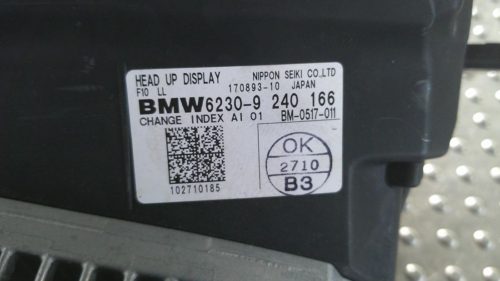 HEAD UP DISPLAY NIPPON SEIKI CO.,LTD
F10 LL 170893-10 JAPAN
BMW6230-9 240 166
CHANGE INDEX AI 01 BM-0517-011
OK
2710
B3
102710185